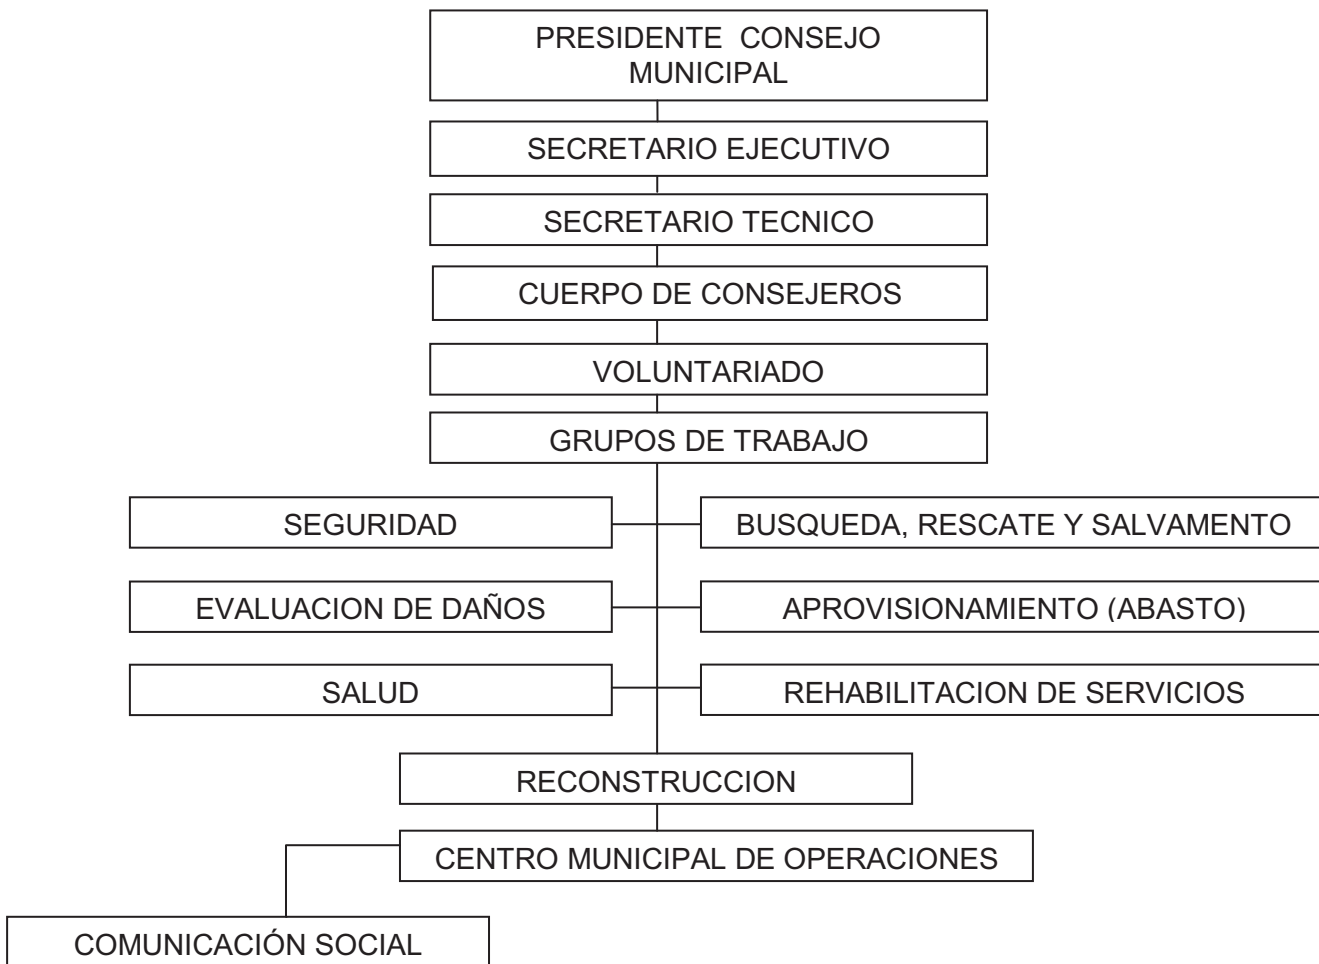 PRESIDENTE CONSEJO
MUNICIPAL
SECRETARIO EJECUTIVO
SECRETARIO TECNICO
CUERPO DE CONSEJEROS
VOLUNTARIADO
GRUPOS DE TRABAJO
SEGURIDAD
BUSQUEDA, RESCATE Y SALVAMENTO
EVALUACION DE DAÑOS
APROVISIONAMIENTO (ABASTO)
SALUD
REHABILITACION DE SERVICIOS
RECONSTRUCCION
CENTRO MUNICIPAL DE OPERACIONES
COMUNICACIÓN SOCIAL